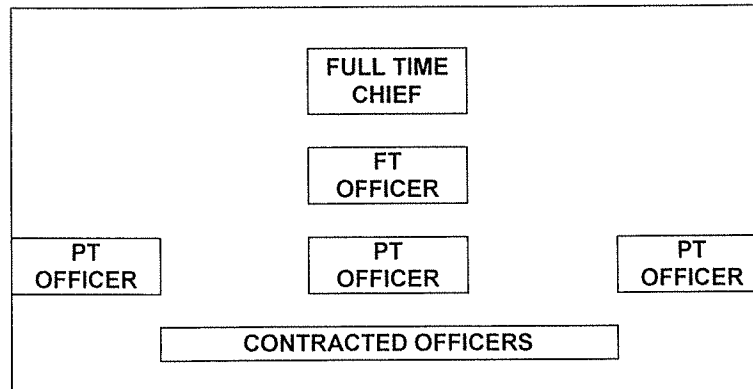 FULL TIME
CHIEF
FT
OFFICER
PT
OFFICER
PT
OFFICER
PT
OFFICER
CONTRACTED OFFICERS